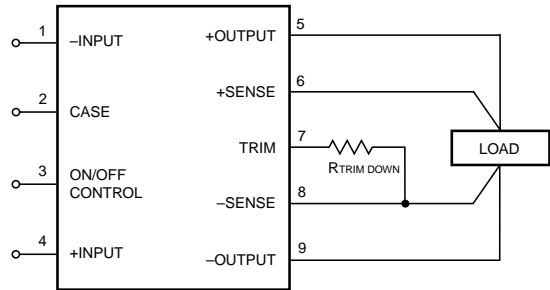 1 –INPUT
+OUTPUT 5
+SENSE 6
2 CASE
TRIM 7
RTRIM DOWN
LOAD
3 ON/OFF
CONTROL
–SENSE 8
4 +INPUT
–OUTPUT 9